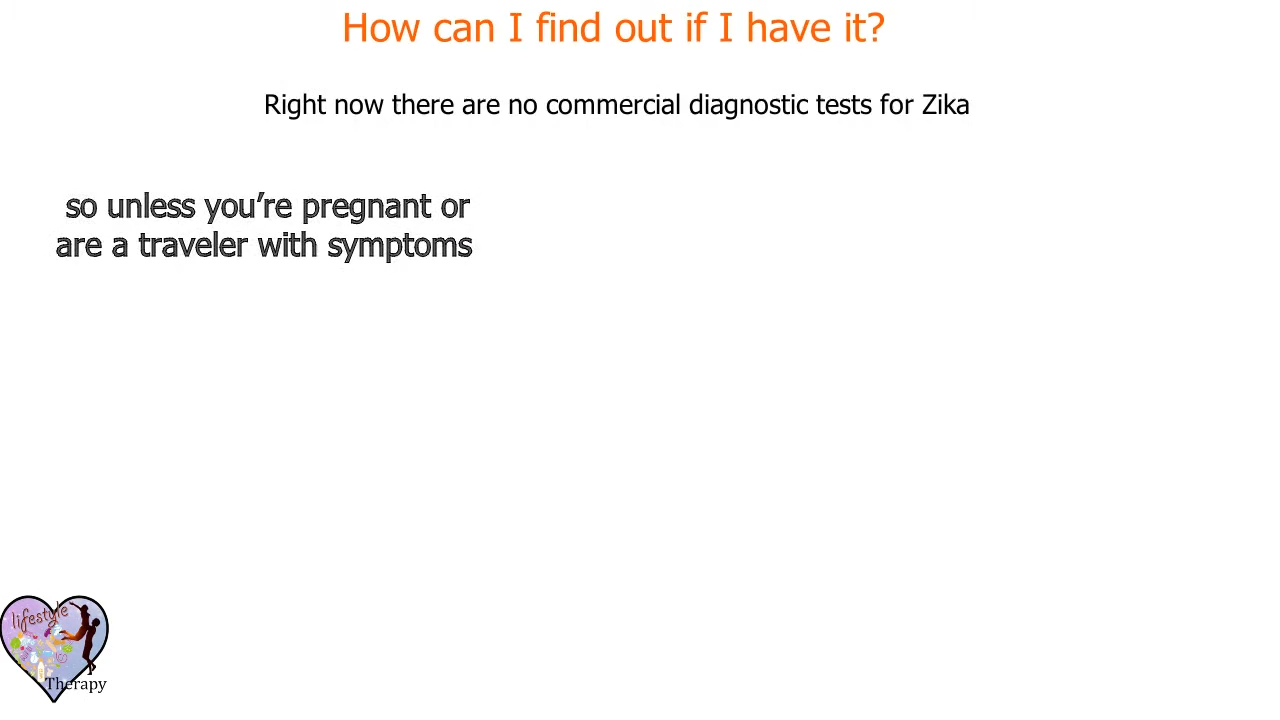 How can I find out if I have it?
Right now there are no commercial diagnostic tests for Zika
so unless you’re pregnant or
are a traveler with symptoms
lifestyle
Therapy